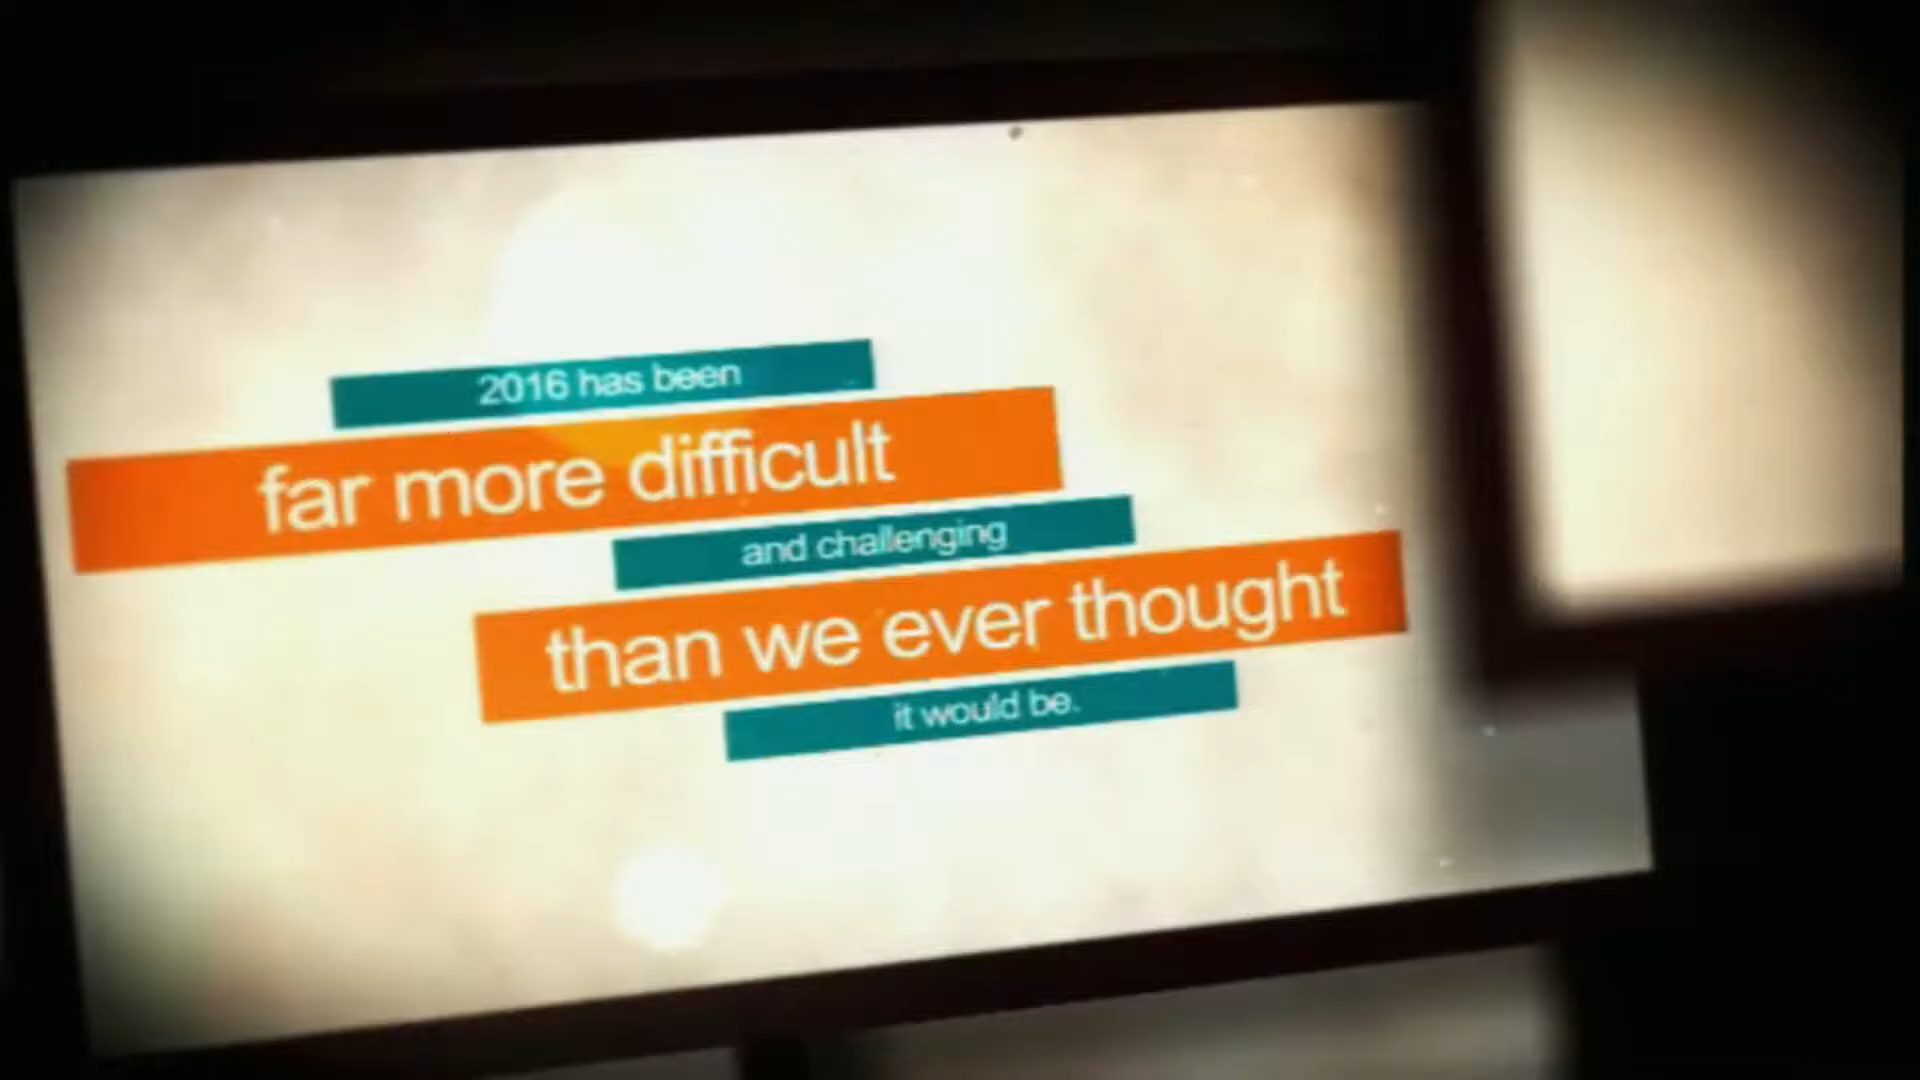 2016 has been
far more difficult
and challenging
than we ever thought
it would be.